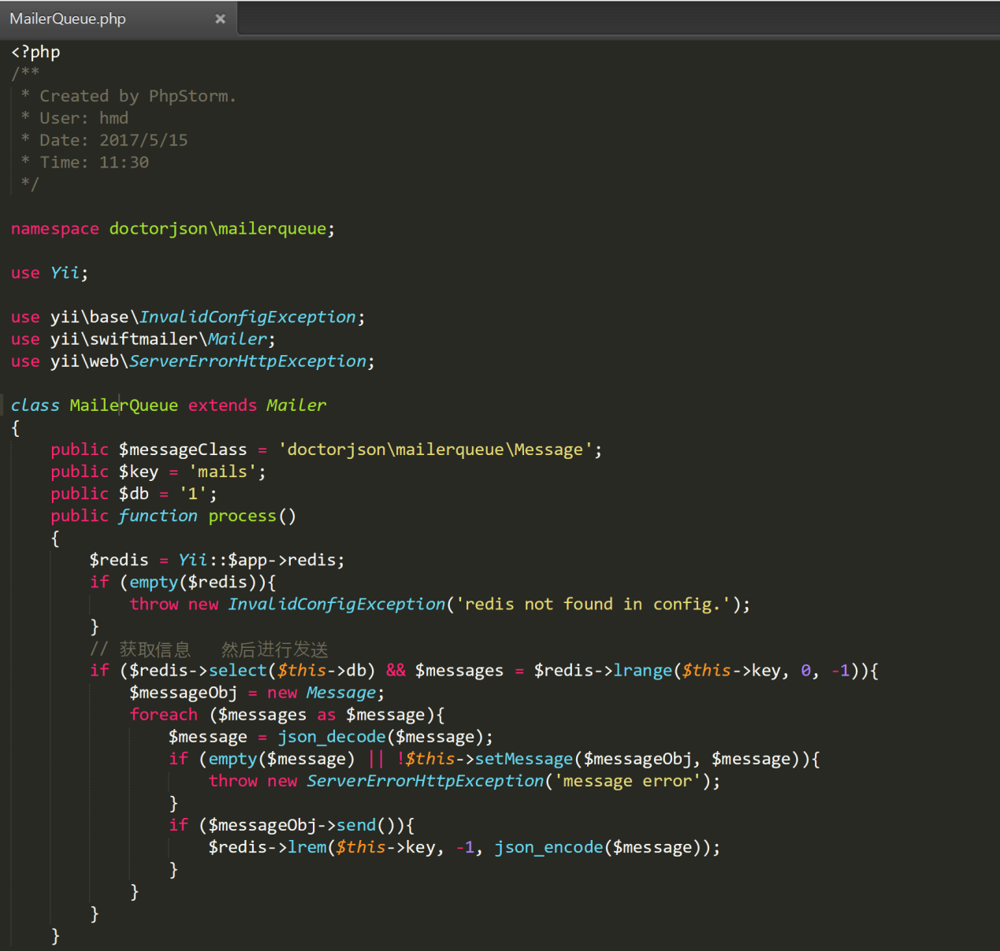 MailerQueue.php ×
<?php
/**
 * Created by PhpStorm.
 * User: hmd
 * Date: 2017/5/15
 * Time: 11:30
 */
namespace doctorjson\mailerqueue;
use Yii;
use yii\base\InvalidConfigException;
use yii\swiftmailer\Mailer;
use yii\web\ServerErrorHttpException;
class MailerQueue extends Mailer
{
    public $messageClass = 'doctorjson\mailerqueue\Message';
    public $key = 'mails';
    public $db = '1';
    public function process()
    {
        $redis = Yii::$app->redis;
        if (empty($redis)){
            throw new InvalidConfigException('redis not found in config.');
        }
        // 获取信息   然后进行发送
        if ($redis->select($this->db) && $messages = $redis->lrange($this->key, 0, -1)){
            $messageObj = new Message;
            foreach ($messages as $message){
                $message = json_decode($message);
                if (empty($message) || !$this->setMessage($messageObj, $message)){
                    throw new ServerErrorHttpException('message error');
                }
                if ($messageObj->send()){
                    $redis->lrem($this->key, -1, json_encode($message));
                }
            }
        }
    }